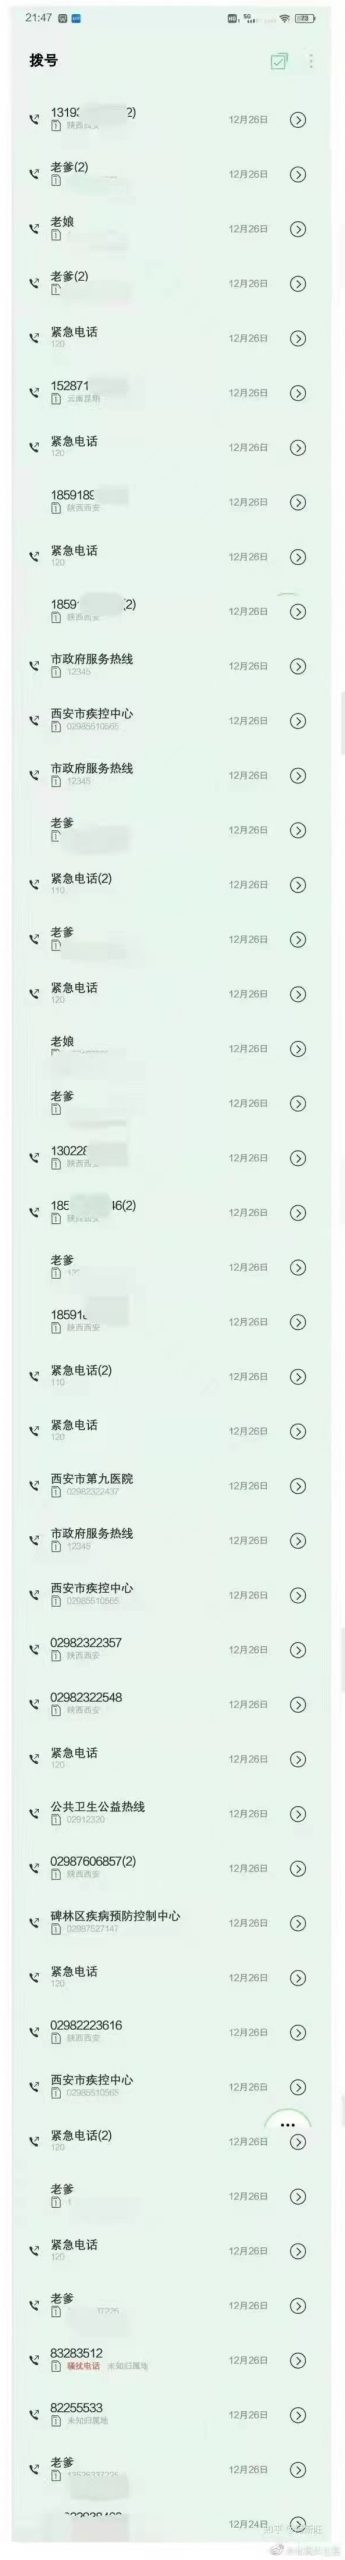 21:47
5G
73
拨号
1319
2)
12月26日
陕西西安
老爹(2)
12月26日
老娘
12月26日
老爹(2)
12月26日
紧急电话
12月26日
120
152871
12月26日
云南昆明
紧急电话
12月26日
120
1859189
12月26日
陕西西安
紧急电话
12月26日
120
1859
(2)
12月26日
陕西西安
市政府服务热线
12月26日
12345
西安市疾控中心
12月26日
02985510565
市政府服务热线
12月26日
12345
老爹
12月26日
紧急电话(2)
12月26日
110
老爹
12月26日
紧急电话
12月26日
120
老娘
12月26日
老爹
12月26日
13022
12月26日
陕西西安
185
46(2)
12月26日
陕西西安
老爹
12月26日
1859
12月26日
陕西西安
紧急电话(2)
12月26日
110
紧急电话
12月26日
120
西安市第九医院
12月26日
02982322437
市政府服务热线
12月26日
12345
西安市疾控中心
12月26日
02985510565
02982322357
12月26日
陕西西安
02982322548
12月26日
陕西西安
紧急电话
12月26日
120
公共卫生公益热线
12月26日
02912320
02987606857(2)
12月26日
陕西西安
碑林区疾病预防控制中心
12月26日
02987527147
紧急电话
12月26日
120
02982223616
12月26日
陕西西安
西安市疾控中心
12月26日
02985510565
紧急电话(2)
12月26日
120
老爹
12月26日
紧急电话
12月26日
120
老爹
12月26日
83283512
12月26日
骚扰电话 未知归属地
82255533
12月26日
未知归属地
老爹
12月26日
12月24日
知乎